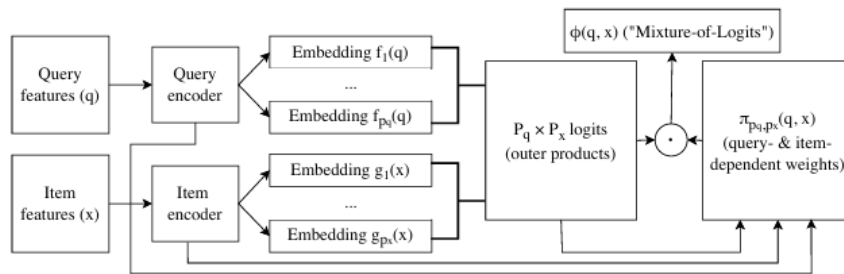 Query
features (q)
Query
encoder
Embedding f₁(q)
...
Embedding f_{p_q}(q)
Item
features (x)
Item
encoder
Embedding g₁(x)
...
Embedding g_{p_x}(x)
P_q × P_x logits
(outer products)
ϕ(q, x) ("Mixture-of-Logits")
π_{p_q,p_x}(q, x)
(query- & item-
dependent weights)